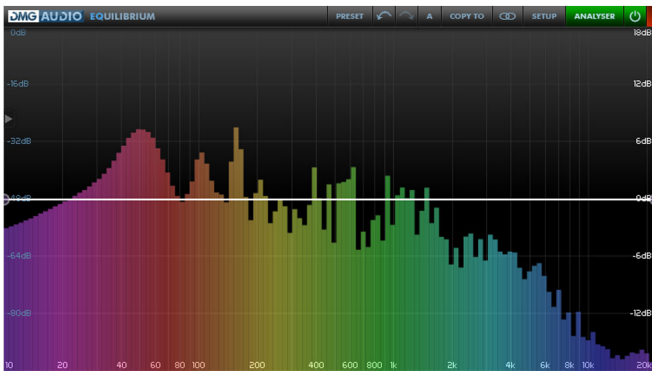 DMG AUDIO EQUILIBRIUM PRESET A COPY TO SETUP ANALYSER
0dB 18dB
-16dB 12dB
-32dB 6dB
-48dB 0dB
-64dB -6dB
-80dB -12dB
10 20 40 60 80 100 200 400 600 800 1k 2k 4k 6k 8k 10k 20k